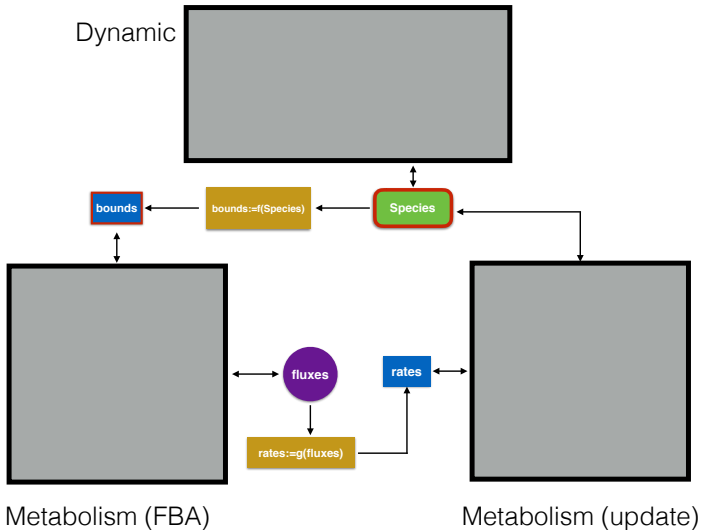 Dynamic
bounds
bounds:=f(Species)
Species
fluxes
rates
rates:=g(fluxes)
Metabolism (FBA)
Metabolism (update)